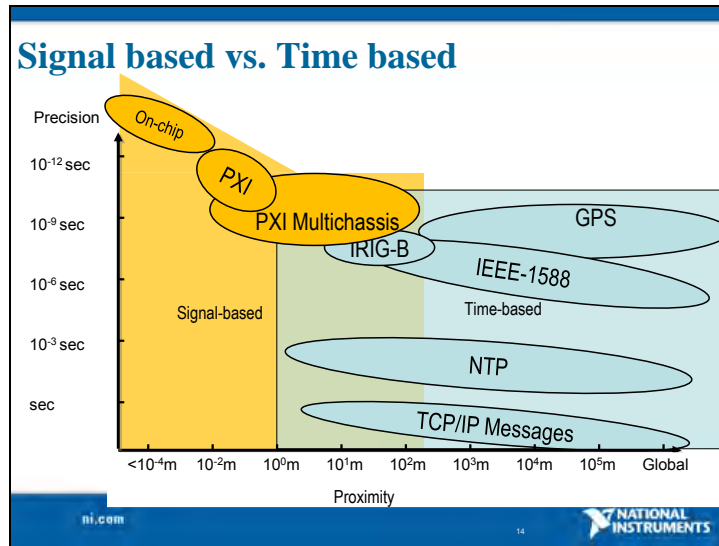 Signal based vs. Time based
Precision
On-chip
10-12 sec
PXI
10-9 sec
PXI Multichassis
GPS
IRIG-B
IEEE-1588
10-6 sec
Signal-based
Time-based
10-3 sec
NTP
sec
TCP/IP Messages
<10-4m 10-2m 100m 101m 102m 103m 104m 105m Global
Proximity
ni.com
14
NATIONAL
INSTRUMENTS